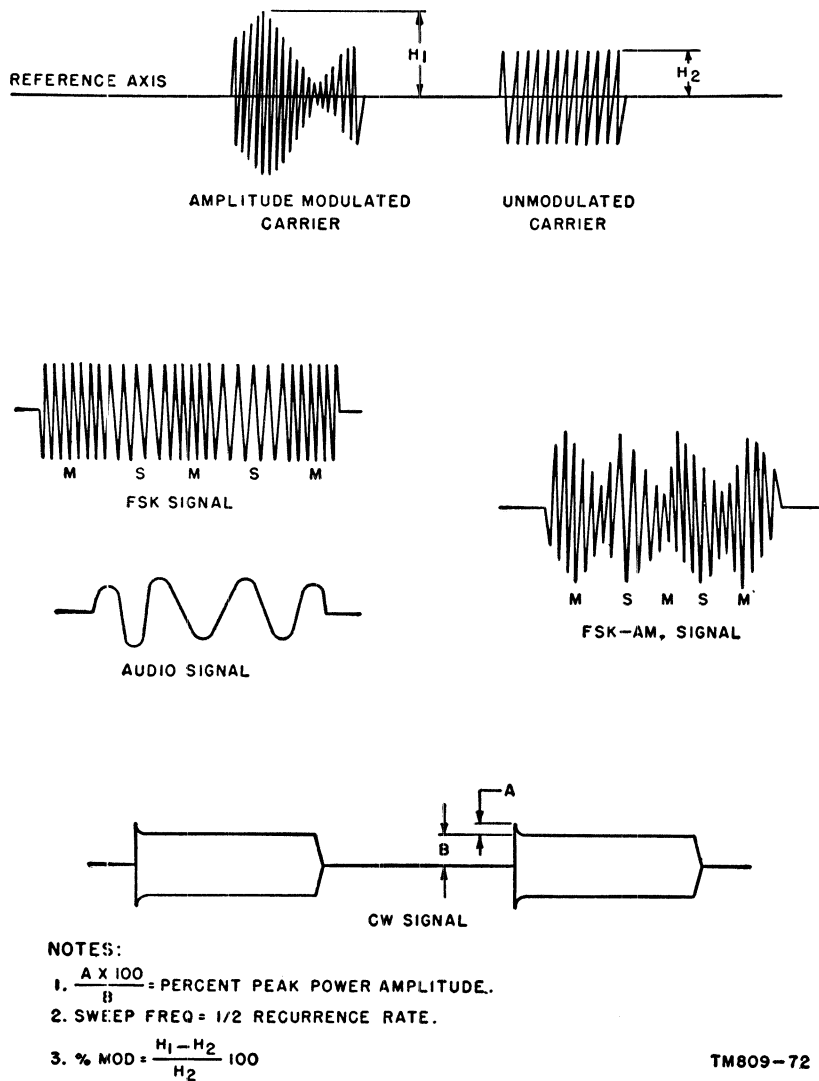 H1
H2
REFERENCE AXIS
AMPLITUDE MODULATED
CARRIER
UNMODULATED
CARRIER
M S M S M
FSK SIGNAL
M S M S M
FSK-AM, SIGNAL
AUDIO SIGNAL
A
B
CW SIGNAL
NOTES:
1. A X 100 / B = PERCENT PEAK POWER AMPLITUDE.
2. SWEEP FREQ = 1/2 RECURRENCE RATE.
3. % MOD = H1-H2 / H2 100
TM809-72